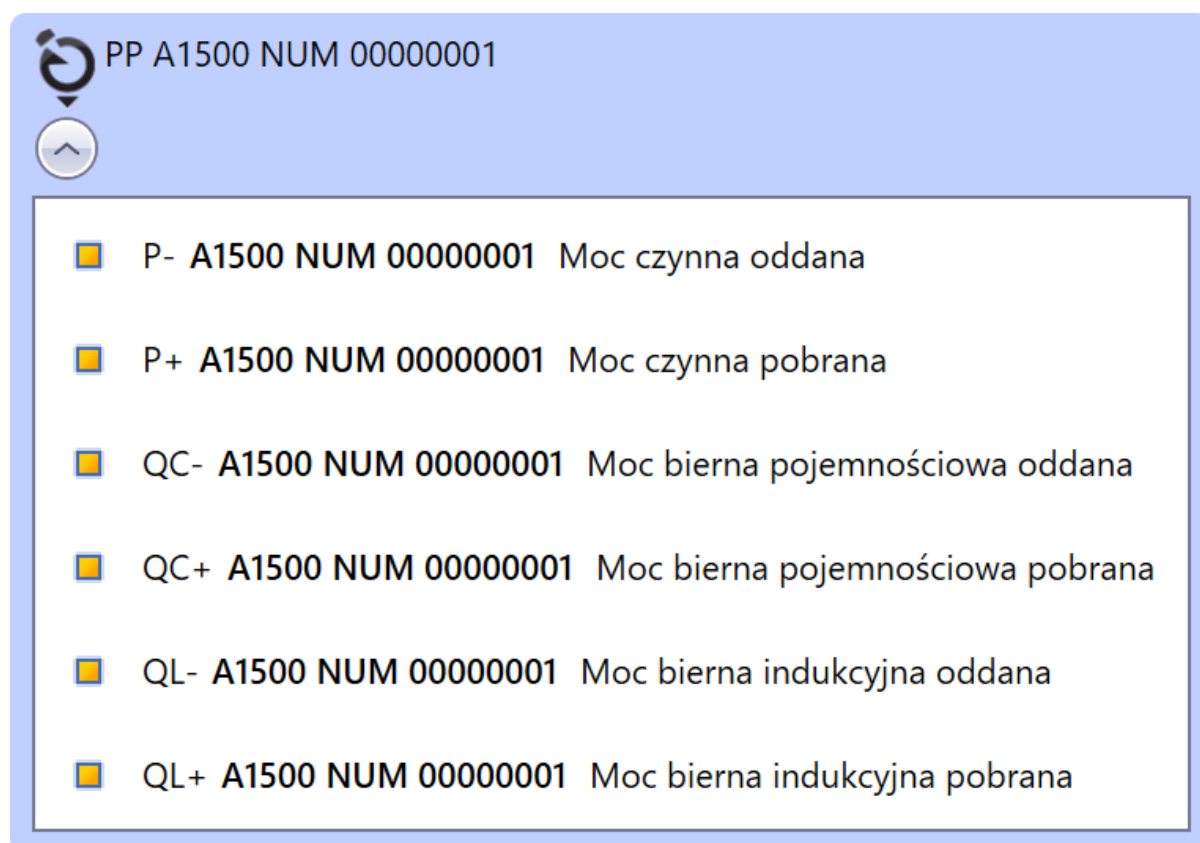 PP A1500 NUM 00000001
P- A1500 NUM 00000001 Moc czynna oddana
P+ A1500 NUM 00000001 Moc czynna pobrana
QC- A1500 NUM 00000001 Moc bierna pojemnościowa oddana
QC+ A1500 NUM 00000001 Moc bierna pojemnościowa pobrana
QL- A1500 NUM 00000001 Moc bierna indukcyjna oddana
QL+ A1500 NUM 00000001 Moc bierna indukcyjna pobrana